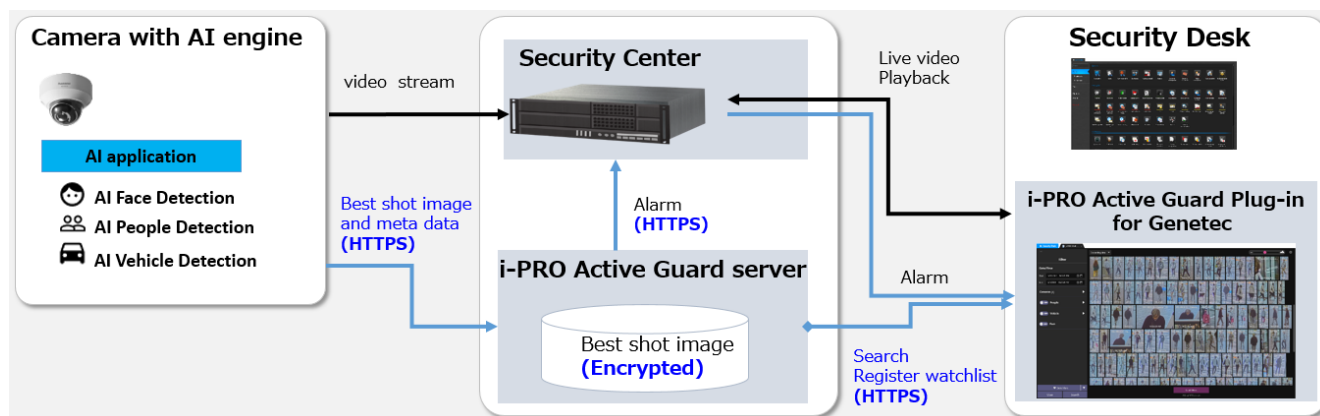 Camera with AI engine
AI application
AI Face Detection
AI People Detection
AI Vehicle Detection
video stream
Best shot image
and meta data
(HTTPS)
Security Center
Alarm
(HTTPS)
i-PRO Active Guard server
Best shot image
(Encrypted)
Live video
Playback
Alarm
Search
Register watchlist
(HTTPS)
Security Desk
i-PRO Active Guard Plug-in
for Genetec